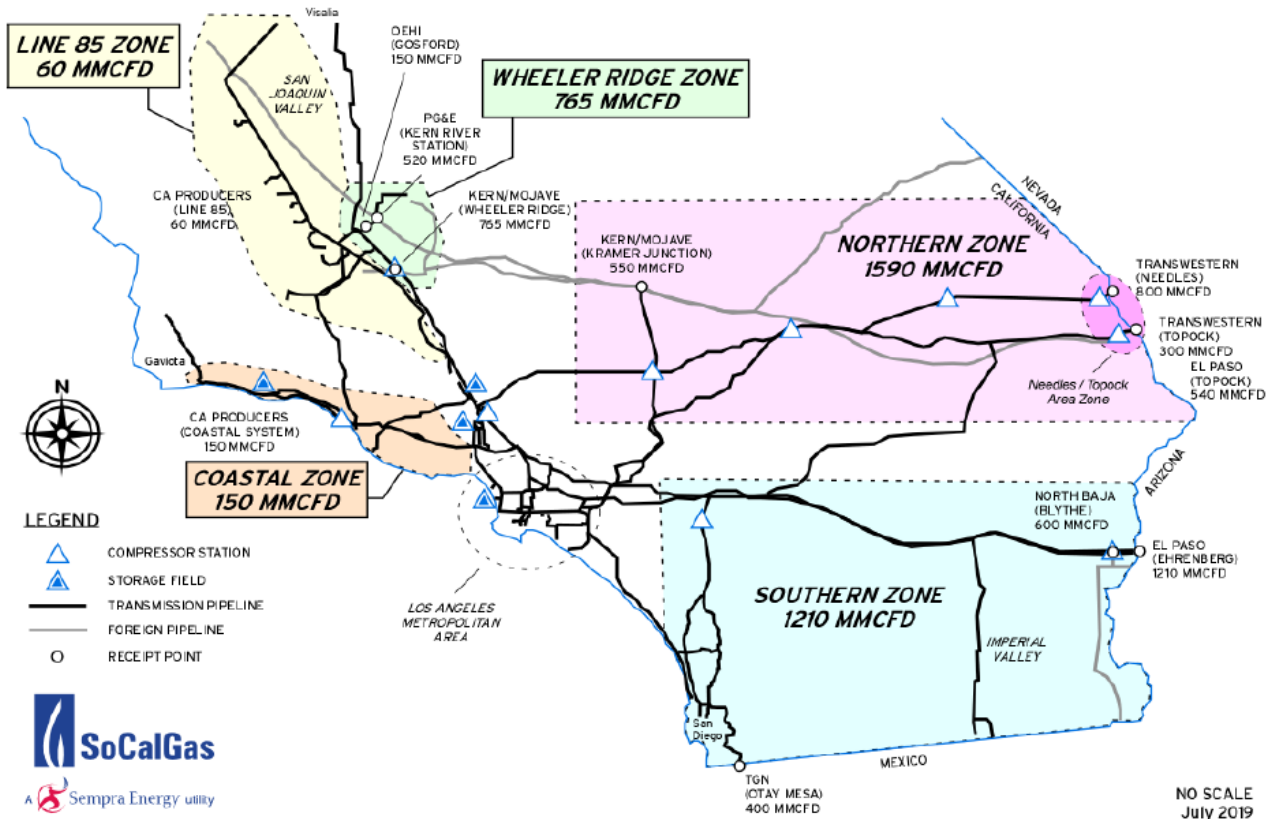 Visalia
LINE 85 ZONE
60 MMCFD
OEHI
(GOSFORD)
150 MMCFD
SAN
JOAQUIN
VALLEY
WHEELER RIDGE ZONE
765 MMCFD
PG&E
(KERN RIVER
STATION)
520 MMCFD
CA PRODUCERS
(LINE 85)
60 MMCFD
KERN/MOJAVE
(WHEELER RIDGE)
765 MMCFD
NEVADA
CALIFORNIA
KERN/MOJAVE
(KRAMER JUNCTION)
550 MMCFD
NORTHERN ZONE
1590 MMCFD
TRANSWESTERN
(NEEDLES)
800 MMCFD
TRANSWESTERN
(TOPOCK)
300 MMCFD
EL PASO
(TOPOCK)
540 MMCFD
Needles / Topock
Area Zone
Gaviota
N
CA PRODUCERS
(COASTAL SYSTEM)
150 MMCFD
COASTAL ZONE
150 MMCFD
ARIZONA
NORTH BAJA
(BLYTHE)
600 MMCFD
EL PASO
(EHRENBERG)
1210 MMCFD
LEGEND
COMPRESSOR STATION
STORAGE FIELD
TRANSMISSION PIPELINE
FOREIGN PIPELINE
RECEIPT POINT
LOS ANGELES
METROPOLITAN
AREA
SOUTHERN ZONE
1210 MMCFD
IMPERIAL
VALLEY
San
Diego
MEXICO
TGN
(OTAY MESA)
400 MMCFD
SoCalGas
A Sempra Energy utility
NO SCALE
July 2019